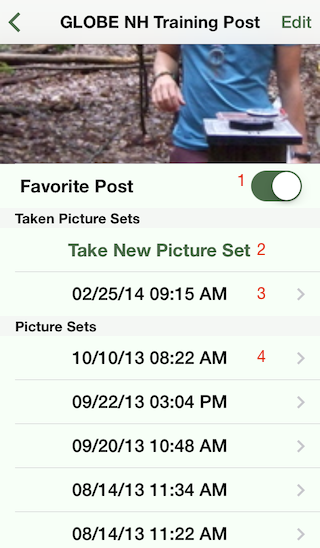 GLOBE NH Training Post Edit
Favorite Post 1
Taken Picture Sets
Take New Picture Set 2
02/25/14 09:15 AM 3
Picture Sets
10/10/13 08:22 AM 4
09/22/13 03:04 PM
09/20/13 10:48 AM
08/14/13 11:34 AM
08/14/13 11:22 AM